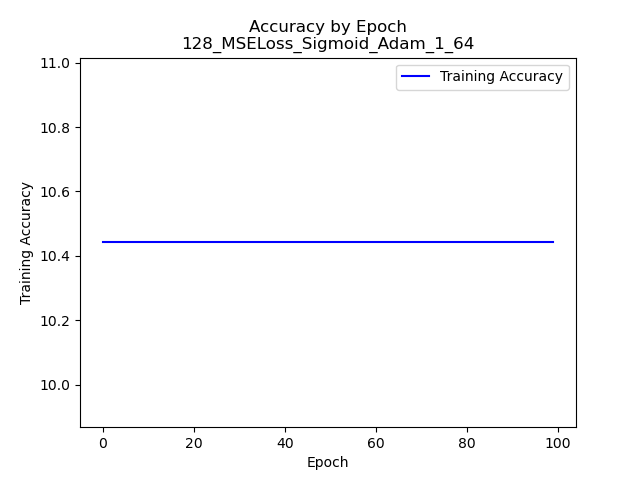 Accuracy by Epoch
128_MSELoss_Sigmoid_Adam_1_64
11.0
10.8
10.6
10.4
10.2
10.0
Training Accuracy
Training Accuracy
0 20 40 60 80 100
Epoch